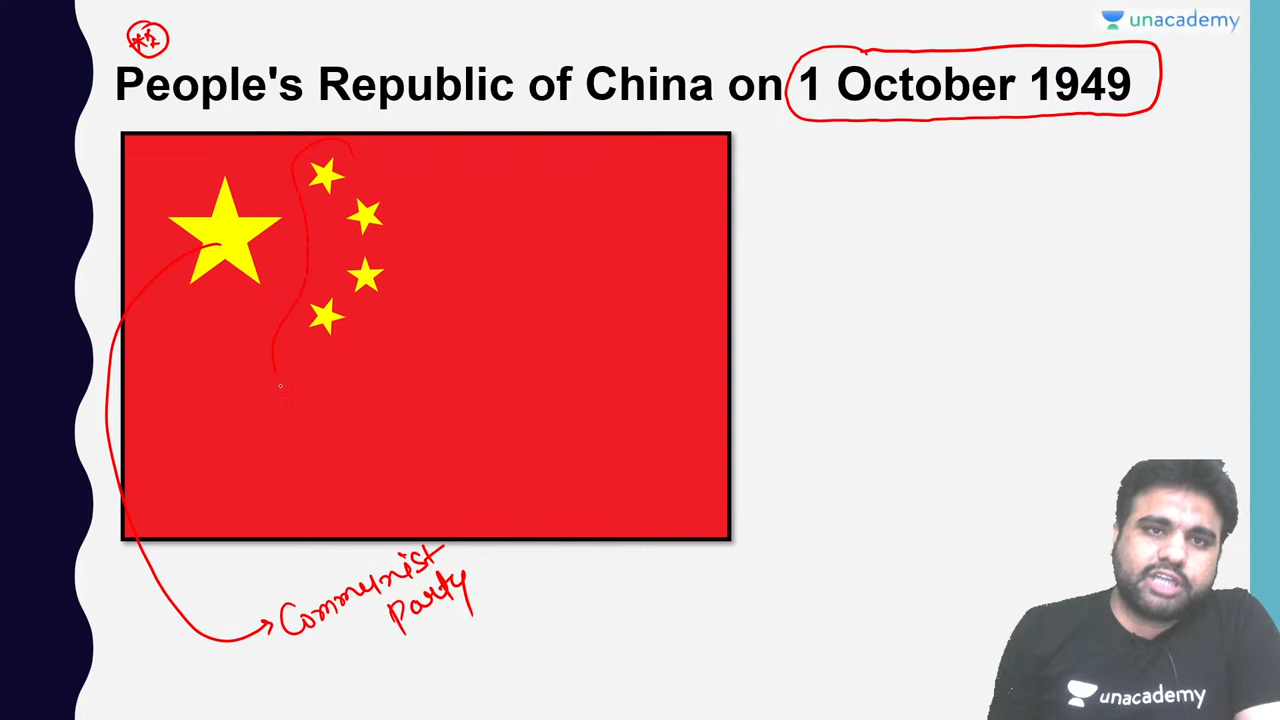 unacademy
People's Republic of China on 1 October 1949
Communist
Party
unacademy